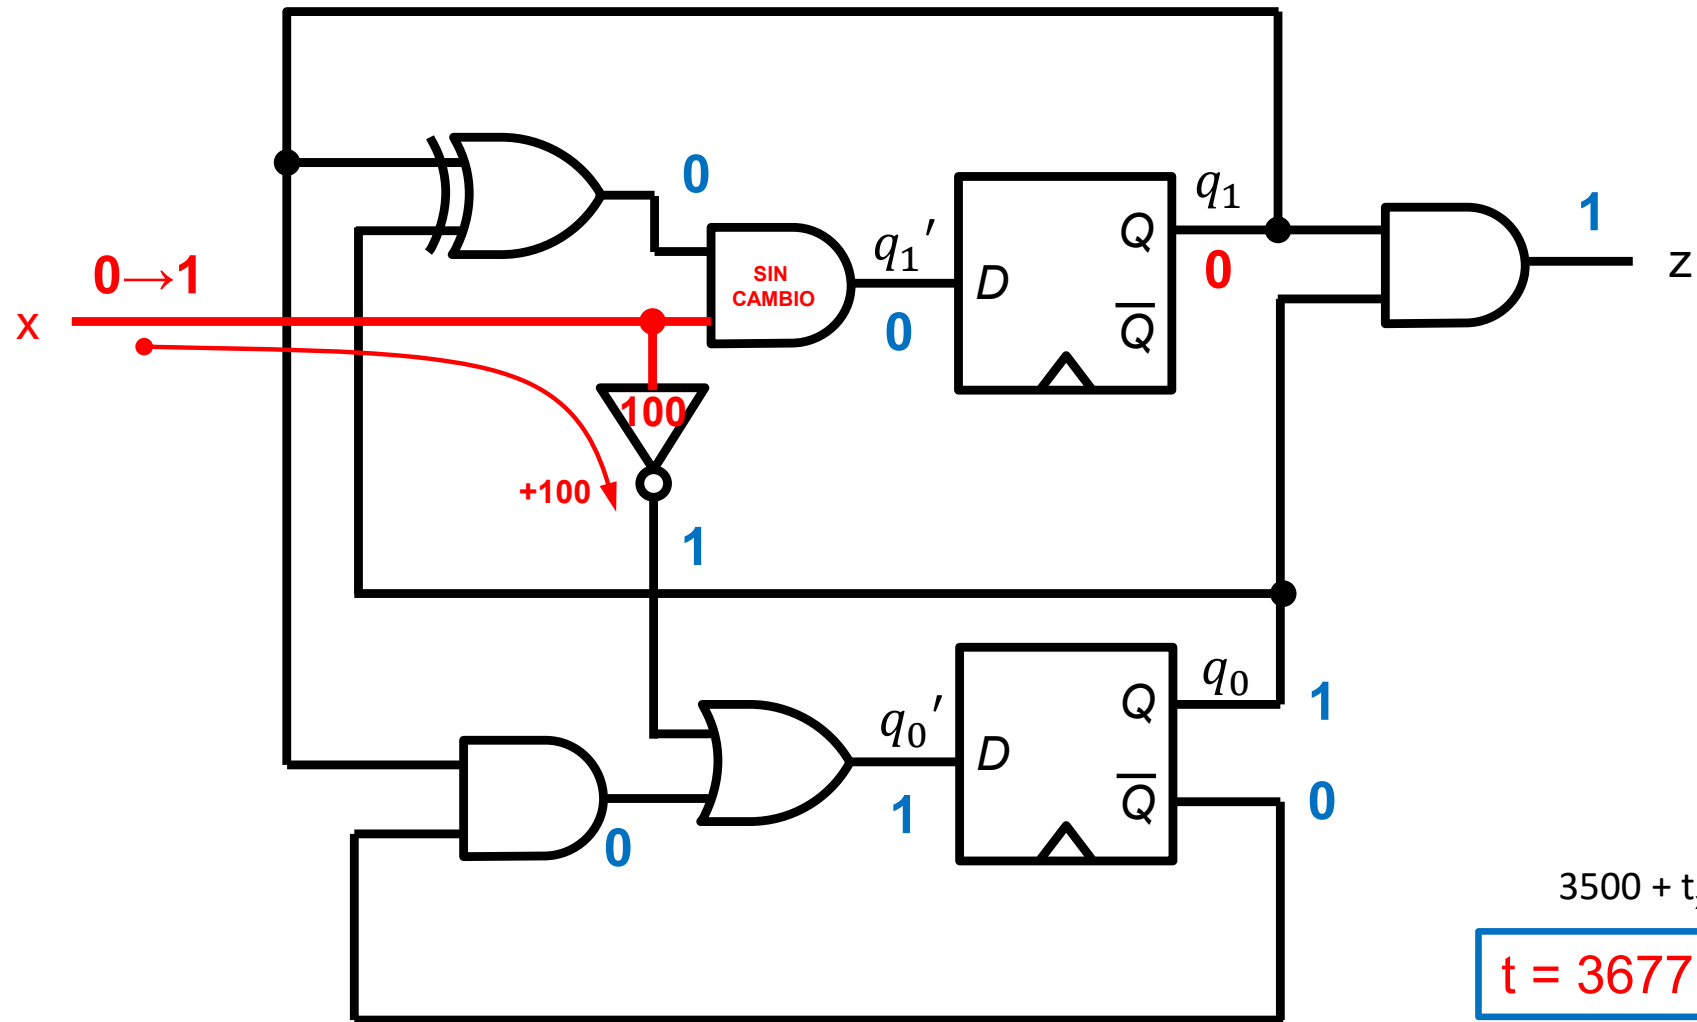 0
q₁
1
0→1
q₁′
Q
SIN
CAMBIO
D
0
z
x
0
Q̅
100
+100
1
q₀
Q
1
q₀′
D
1
Q̅
0
0
3500 + t
t = 3677